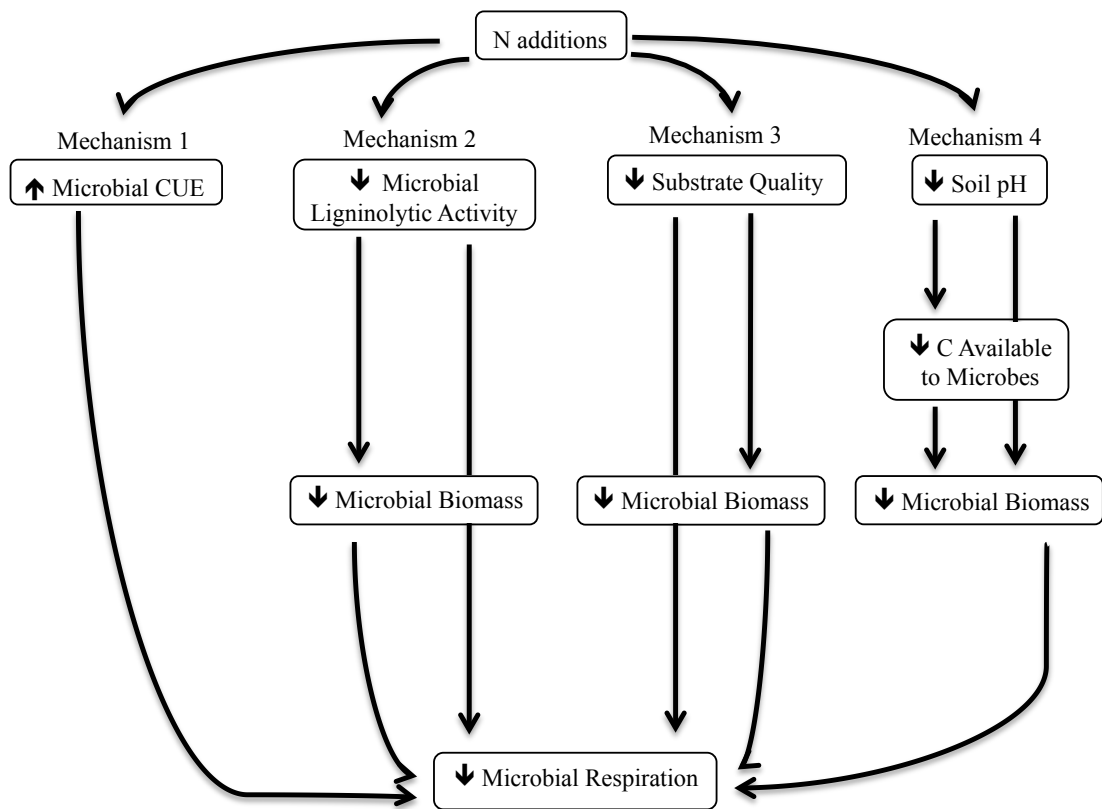 N additions
Mechanism 1
↑ Microbial CUE
Mechanism 2
↓ Microbial
Ligninolytic Activity
Mechanism 3
↓ Substrate Quality
Mechanism 4
↓ Soil pH
↓ C Available
to Microbes
↓ Microbial Biomass
↓ Microbial Biomass
↓ Microbial Biomass
↓ Microbial Respiration